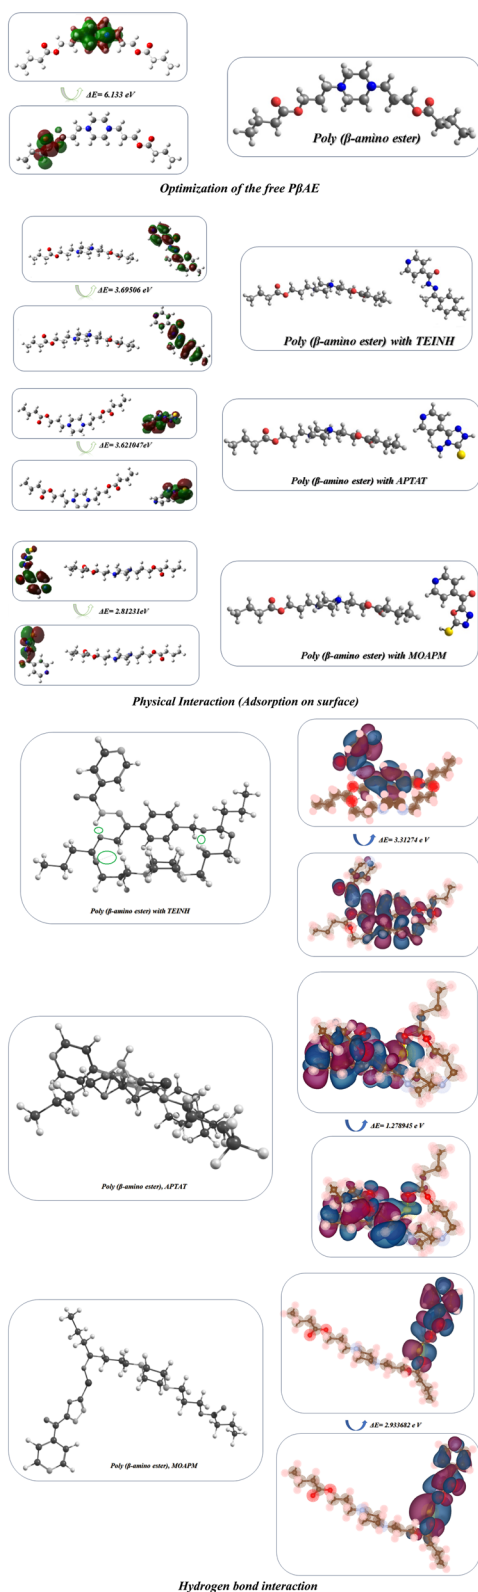 ΔE= 6.133 eV
Poly (β-amino ester)
Optimization of the free PβAE
ΔE= 3.69506 eV
Poly (β-amino ester) with TEINH
ΔE= 3.621047eV
Poly (β-amino ester) with APTAT
ΔE= 2.81231eV
Poly (β-amino ester) with MOAPM
Physical Interaction (Adsorption on surface)
Poly (β-amino ester) with TEINH
ΔE= 3.31274 e V
Poly (β-amino ester), APTAT
ΔE= 1.278945 e V
Poly (β-amino ester), MOAPM
ΔE= 2.933682 e V
Hydrogen bond interaction